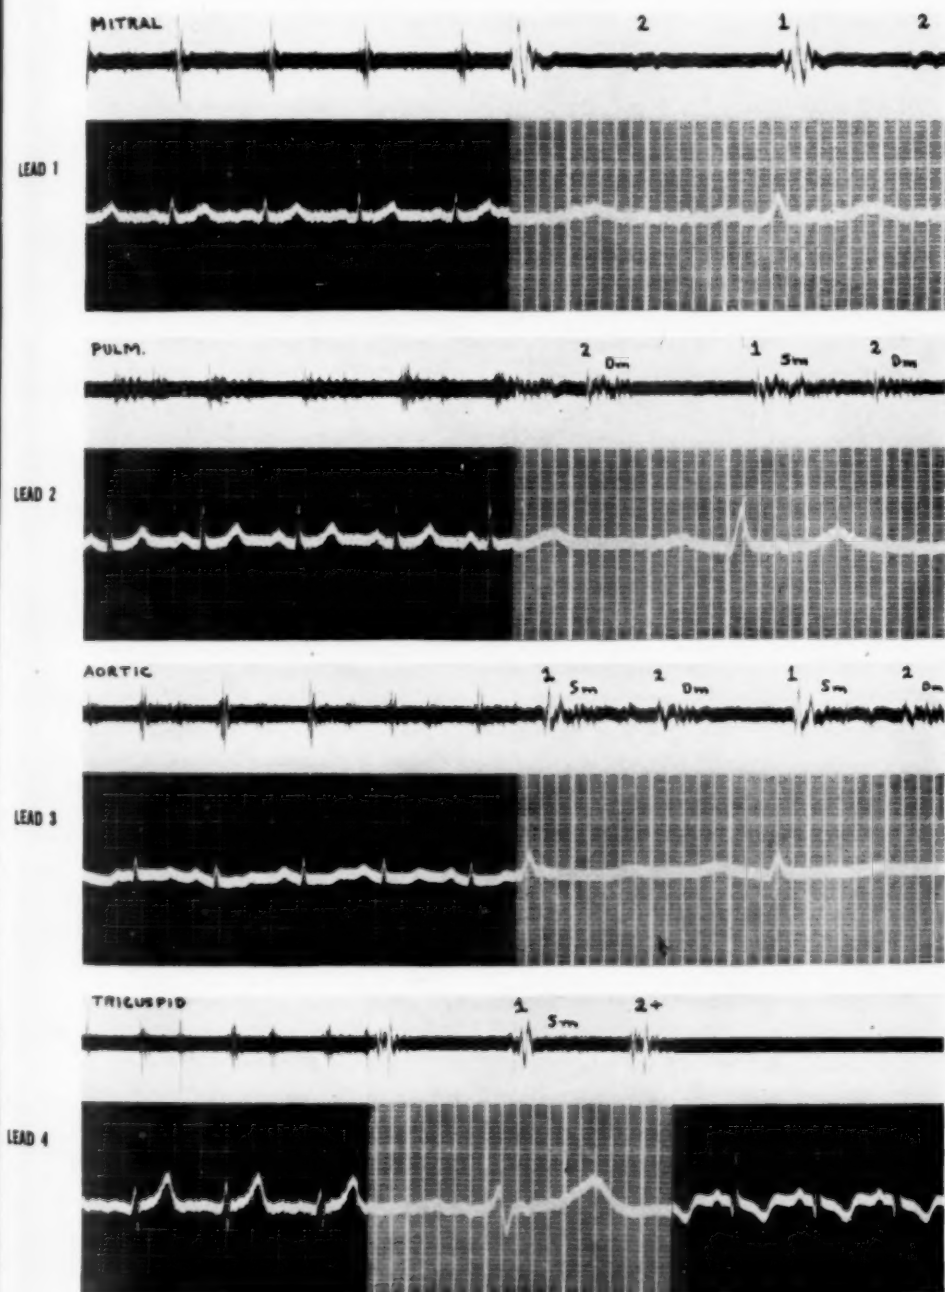 MITRAL 2 1 2
LEAD 1
PULM. 2 Dm 1 Sm 2 Dm
LEAD 2
AORTIC 1 Sm 2 Dm 1 Sm 2 Dm
LEAD 3
TRICUSPID 1 Sm 2+
LEAD 4